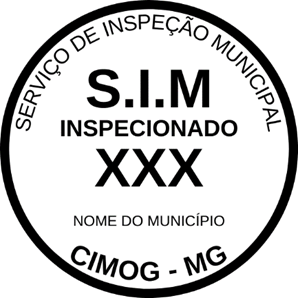 SERVIÇO DE INSPEÇÃO MUNICIPAL
S.I.M
INSPECIONADO
XXX
NOME DO MUNICÍPIO
CIMOG - MG